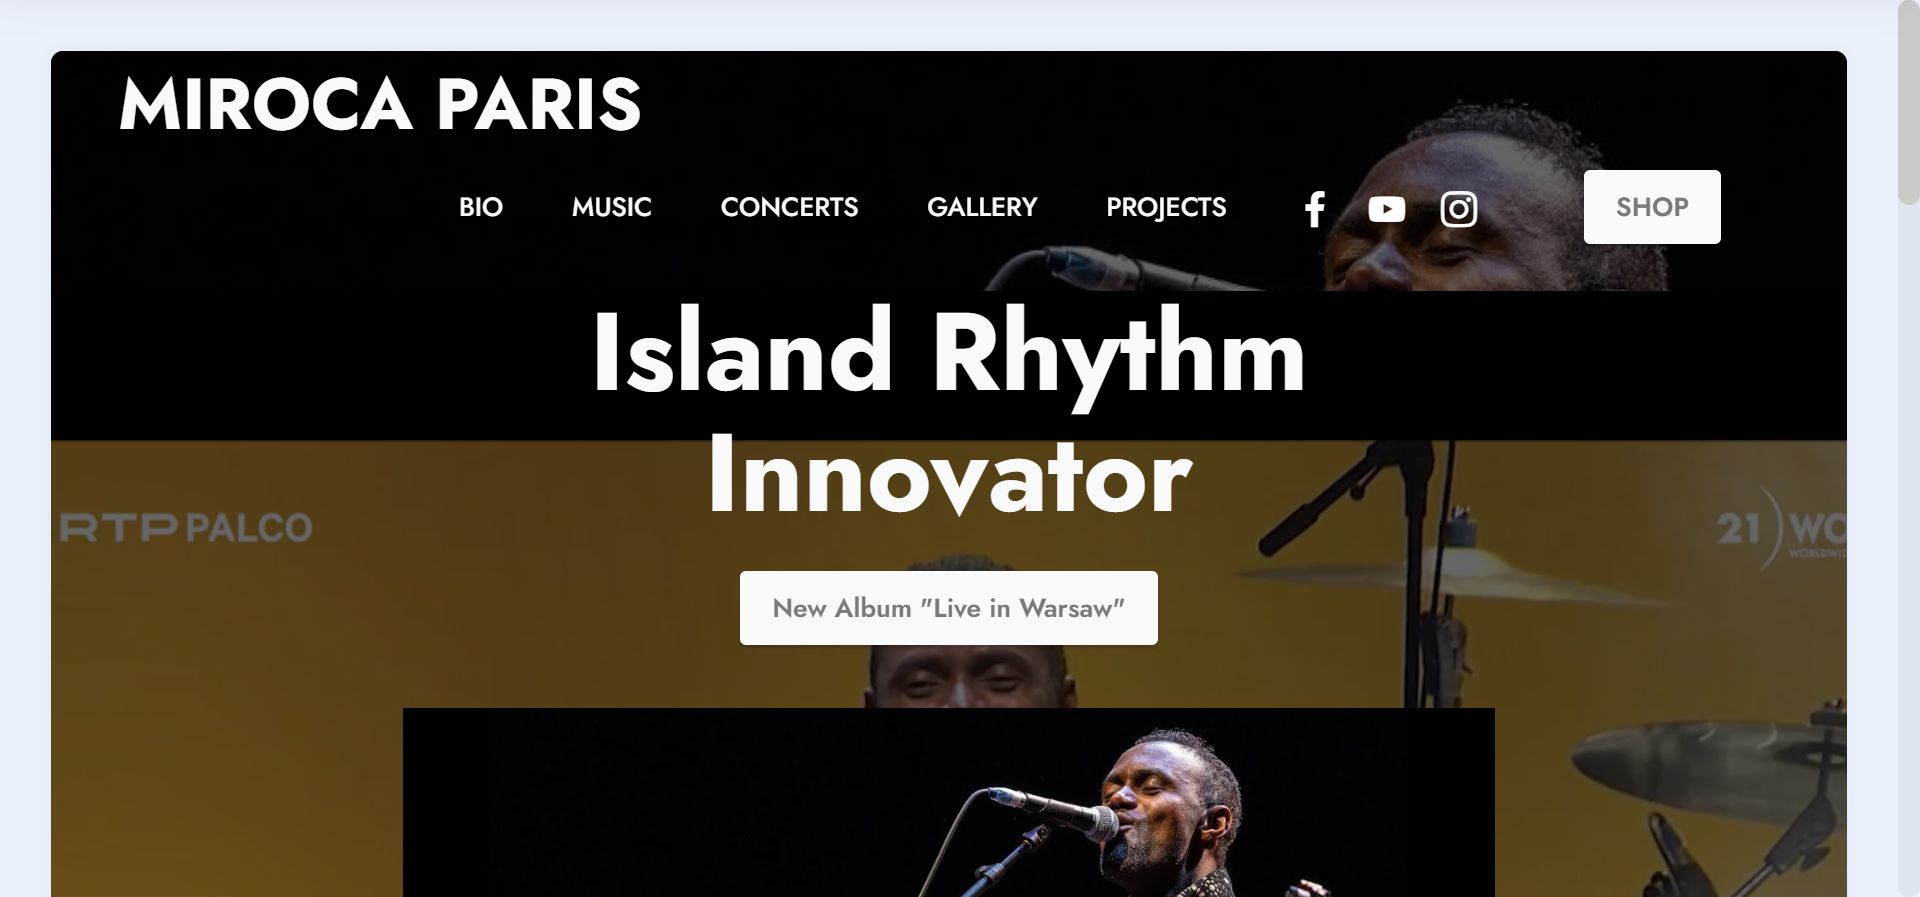 MIROCA PARIS
BIO MUSIC CONCERTS GALLERY PROJECTS SHOP
Island Rhythm
Innovator
RTP PALCO
21) WO
WORLDWID
New Album "Live in Warsaw"